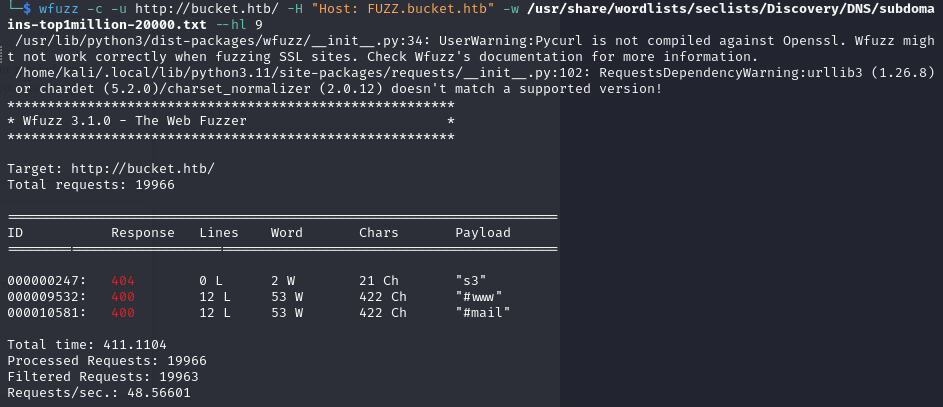 └─$ wfuzz -c -u http://bucket.htb/ -H "Host: FUZZ.bucket.htb" -w /usr/share/wordlists/seclists/Discovery/DNS/subdoma
ins-top1million-20000.txt --hl 9
/usr/lib/python3/dist-packages/wfuzz/__init__.py:34: UserWarning:Pycurl is not compiled against Openssl. Wfuzz migh
t not work correctly when fuzzing SSL sites. Check Wfuzz's documentation for more information.
/home/kali/.local/lib/python3.11/site-packages/requests/__init__.py:102: RequestsDependencyWarning:urllib3 (1.26.8)
or chardet (5.2.0)/charset_normalizer (2.0.12) doesn't match a supported version!
********************************************************
* Wfuzz 3.1.0 - The Web Fuzzer                         *
********************************************************
Target: http://bucket.htb/
Total requests: 19966
=====================================================================
ID           Response   Lines    Word       Chars       Payload
=====================================================================
000000247:   404        0 L      2 W        21 Ch       "s3"
000009532:   400        12 L     53 W       422 Ch      "#www"
000010581:   400        12 L     53 W       422 Ch      "#mail"
Total time: 411.1104
Processed Requests: 19966
Filtered Requests: 19963
Requests/sec.: 48.56601